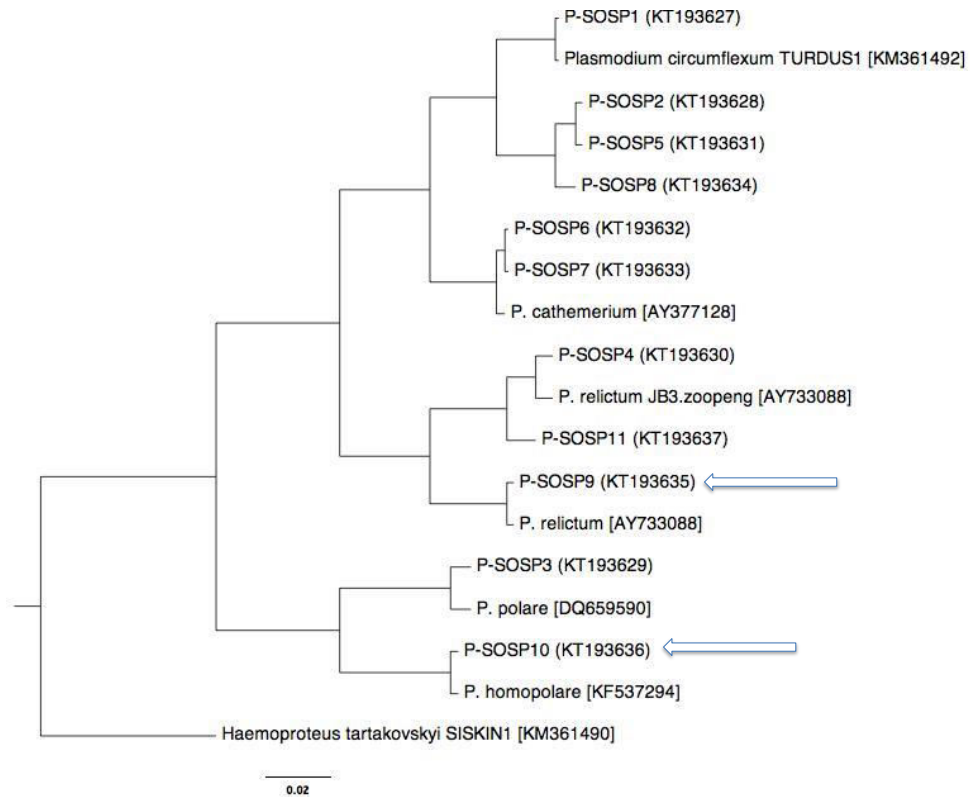 P-SOSP1 (KT193627)
Plasmodium circumflexum TURDUS1 [KM361492]
P-SOSP2 (KT193628)
P-SOSP5 (KT193631)
P-SOSP8 (KT193634)
P-SOSP6 (KT193632)
P-SOSP7 (KT193633)
P. cathemerium [AY377128]
P-SOSP4 (KT193630)
P. relictum JB3.zoopeng [AY733088]
P-SOSP11 (KT193637)
P-SOSP9 (KT193635)
P. relictum [AY733088]
P-SOSP3 (KT193629)
P. polare [DQ659590]
P-SOSP10 (KT193636)
P. homopolare [KF537294]
Haemoproteus tartakovskyi SISKIN1 [KM361490]
0.02